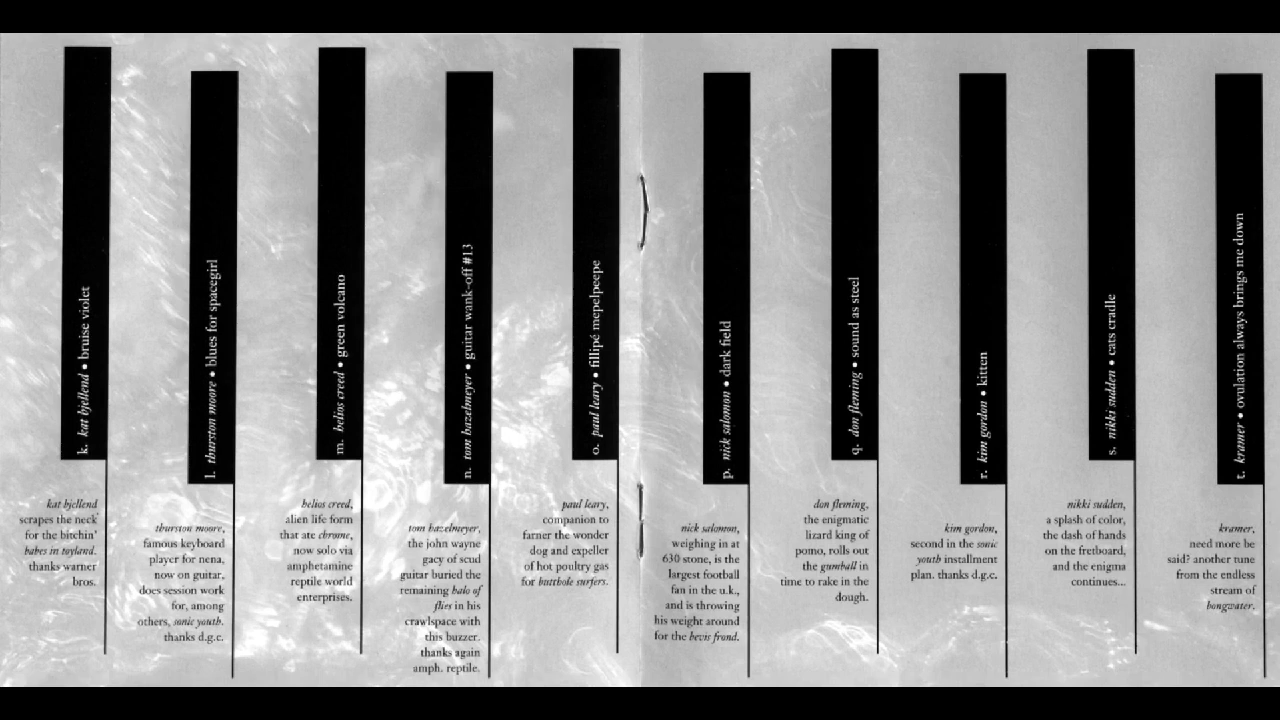 k. kat bjellend • bruise violet
kat bjellend
scrapes the neck
for the bitchin'
babes in toyland.
thanks warner
bros.
l. thurston moore • blues for spacegirl
thurston moore,
famous keyboard
player for nena,
now on guitar,
does session work
for, among
others, sonic youth.
thanks d.g.c.
m. helios creed • green volcano
helios creed,
alien life form
that ate chrome,
now solo via
amphetamine
reptile world
enterprises.
n. tom hazelmeyer • guitar wank-off #13
tom hazelmeyer,
the john wayne
gacy of scud
guitar buried the
remaining halo of
flies in his
crawlspace with
this buzzer.
thanks again
amph. reptile.
o. paul leary • fillipé mepelpeepe
paul leary,
companion to
farner the wonder
dog and expeller
of hot poultry gas
for butthole surfers.
p. nick salomon • dark field
nick salomon,
weighing in at
630 stone, is the
largest football
fan in the u.k.,
and is throwing
his weight around
for the bevis frond.
q. don fleming • sound as steel
don fleming,
the enigmatic
lizard king of
pomo, rolls out
the gumball in
time to rake in the
dough.
r. kim gordon • kitten
kim gordon,
second in the sonic
youth installment
plan. thanks d.g.c.
s. nikki sudden • cats cradle
nikki sudden,
a splash of color,
the dash of hands
on the fretboard,
and the enigma
continues...
t. kramer • ovulation always brings me down
kramer,
need more be
said? another tune
from the endless
stream of
bongwater.